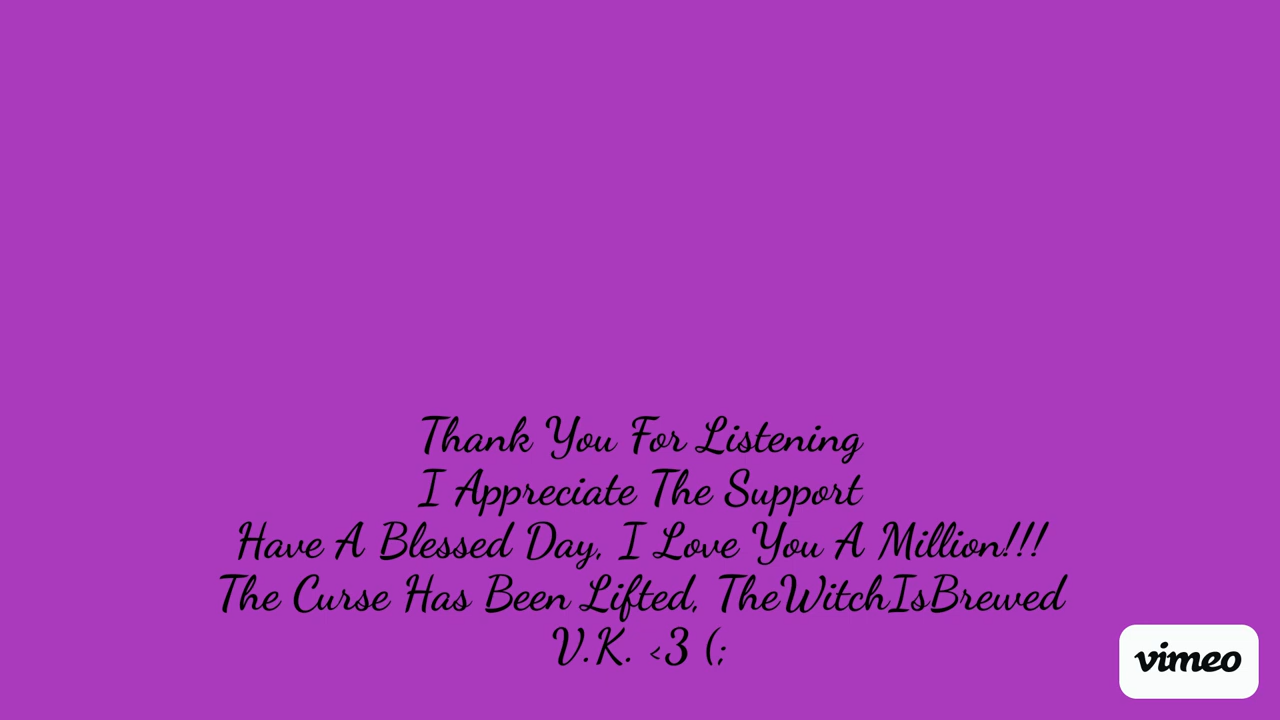 Thank You For Listening
I Appreciate The Support
Have A Blessed Day, I Love You A Million!!!
The Curse Has Been Lifted, TheWitchIsBrewed
V.K. <3 (;
vimeo